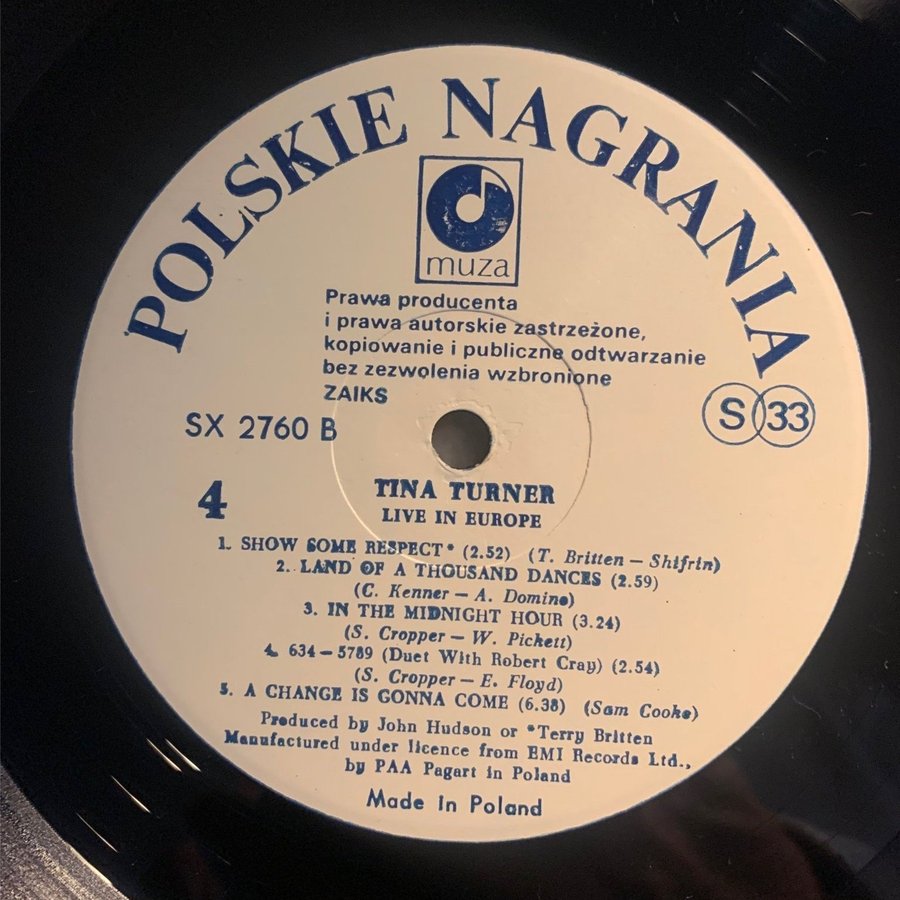 POLSKIE NAGRANIA
muza
Prawa producenta
i prawa autorskie zastrzeżone,
kopiowanie i publiczne odtwarzanie
bez zezwolenia wzbronione
ZAIKS
S 33
SX 2760 B
4
TINA TURNER
LIVE IN EUROPE
1. SHOW SOME RESPECT* (2.52) (T. Britten – Shifrin)
2. LAND OF A THOUSAND DANCES (2.59)
(C. Kenner – A. Domino)
3. IN THE MIDNIGHT HOUR (3.24)
(S. Cropper – W. Pickett)
4. 634–5789 (Duet With Robert Cray) (2.54)
(S. Cropper – E. Floyd)
5. A CHANGE IS GONNA COME (6.38) (Sam Cooke)
Produced by John Hudson or *Terry Britten
Manufactured under licence from EMI Records Ltd.,
by PAA Pagart in Poland
Made in Poland